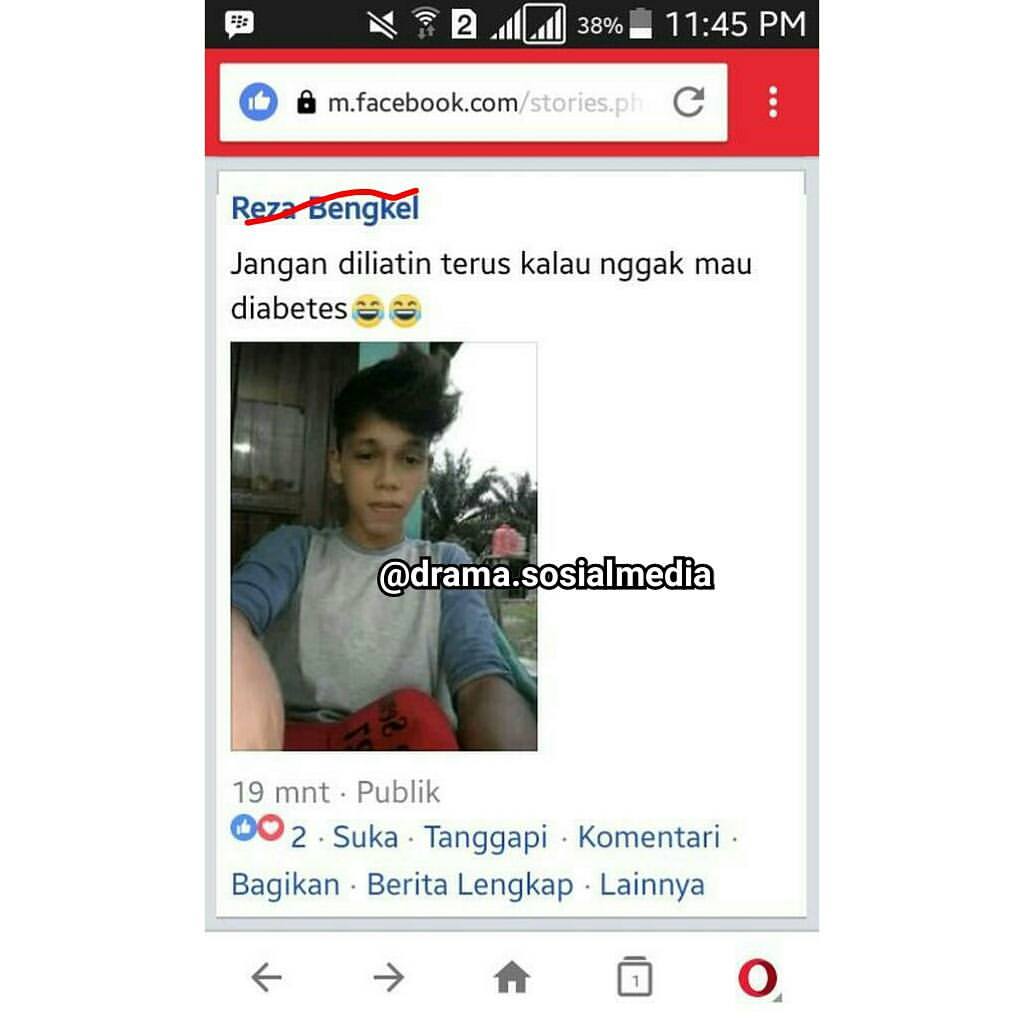 2 38% 11:45 PM
m.facebook.com/stories.ph
Reza Bengkel
Jangan diliatin terus kalau nggak mau
diabetes😂😂
@drama.sosialmedia
19 mnt · Publik
2 · Suka · Tanggapi · Komentari ·
Bagikan · Berita Lengkap · Lainnya
1